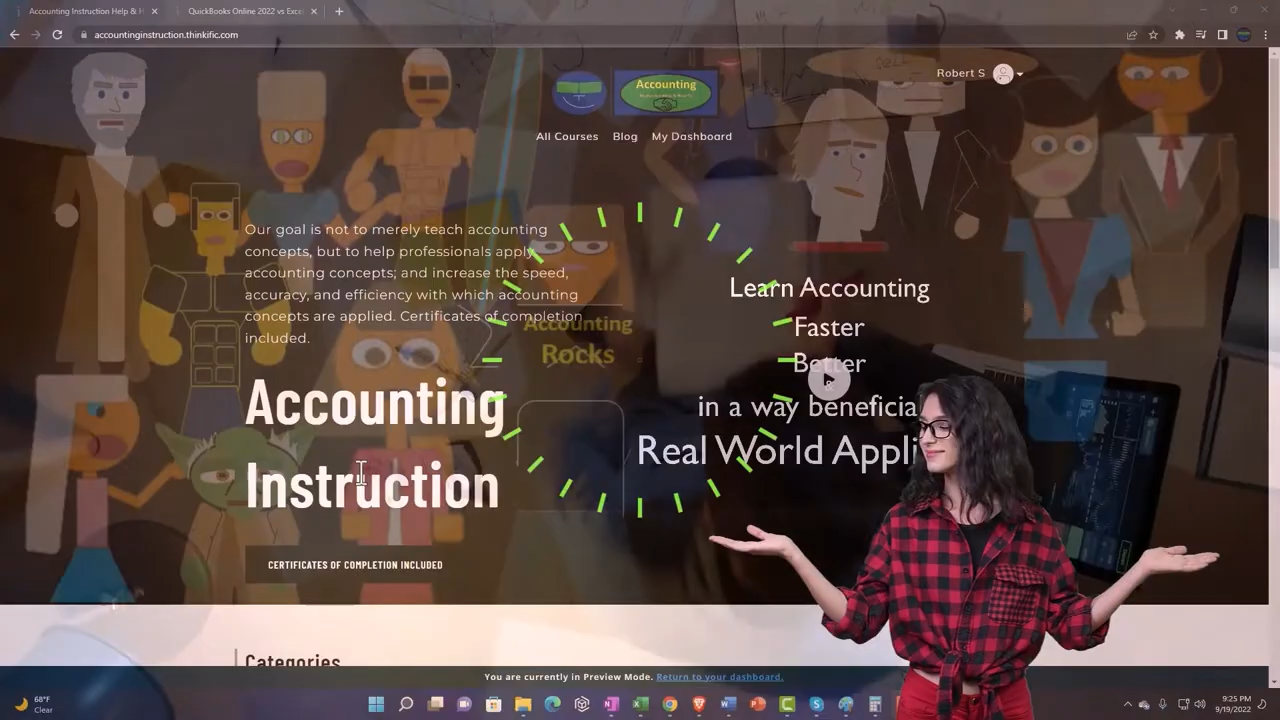 Accounting Instruction Help & H
QuickBooks Online 2022 vs Exce
accountinginstruction.thinkific.com
Robert S
Accounting
All Courses Blog My Dashboard
Our goal is not to merely teach accounting
concepts, but to help professionals apply
accounting concepts; and increase the speed,
accuracy, and efficiency with which accounting
concepts are applied. Certificates of completion
included.
Accounting
Instruction
CERTIFICATES OF COMPLETION INCLUDED
Accounting
Rocks
Learn Accounting
Faster
Better
&
in a way beneficia
Real World Appli
Categories
You are currently in Preview Mode. Return to your dashboard.
68°F
Clear
9:25 PM
9/19/2022